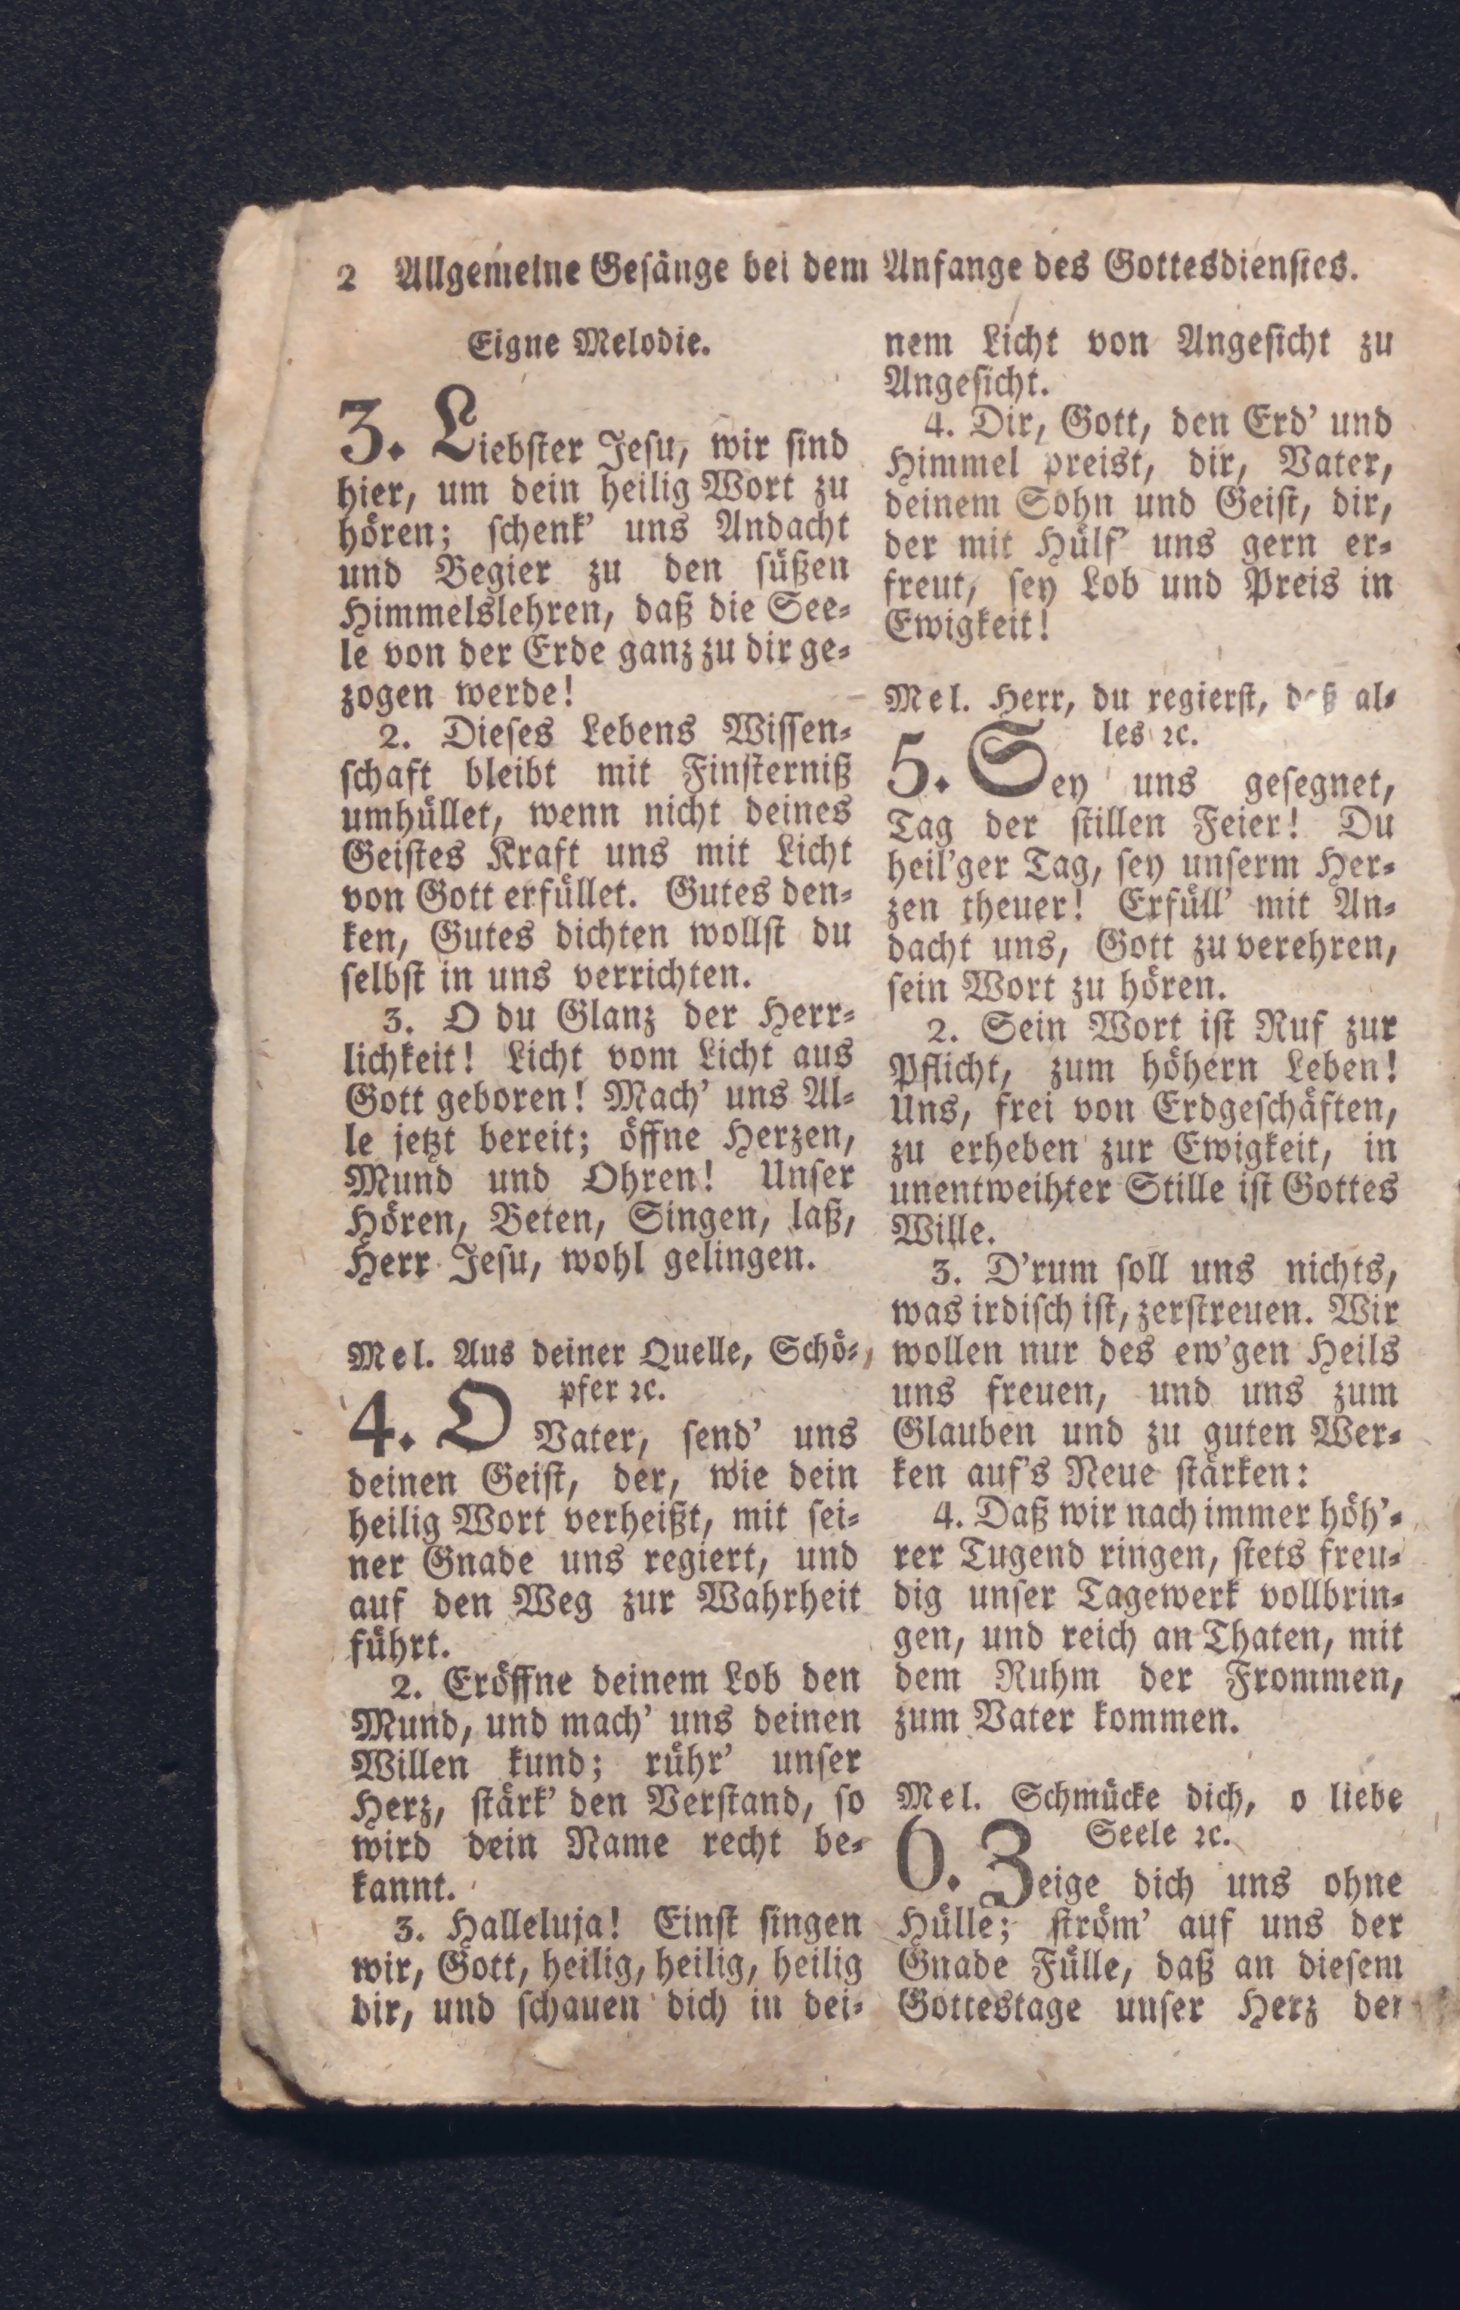 2 Allgemeine Gesänge bei dem Anfange des Gottesdienstes.
Eigne Melodie.
3. Liebster Jesu, wir sind
hier, um dein heilig Wort zu
hören; schenk' uns Andacht
und Begier zu den süßen
Himmelslehren, daß die See-
le von der Erde ganz zu dir ge-
zogen werde!
2. Dieses Lebens Wissen-
schaft bleibt mit Finsterniß
umhüllet, wenn nicht deines
Geistes Kraft uns mit Licht
von Gott erfüllet. Gutes den-
ken, Gutes dichten wollst du
selbst in uns verrichten.
3. O du Glanz der Herr-
lichkeit! Licht vom Licht aus
Gott geboren! Mach' uns Al-
le jetzt bereit; öffne Herzen,
Mund und Ohren! Unser
Hören, Beten, Singen, laß,
Herr Jesu, wohl gelingen.
Mel. Aus deiner Quelle, Schö-
pfer ꝛc.
4. O Vater, send' uns
deinen Geist, der, wie dein
heilig Wort verheißt, mit sei-
ner Gnade uns regiert, und
auf den Weg zur Wahrheit
führt.
2. Eröffne deinem Lob den
Mund, und mach' uns deinen
Willen kund; rühr' unser
Herz, stärk' den Verstand, so
wird dein Name recht be-
kannt.
3. Halleluja! Einst singen
wir, Gott, heilig, heilig, heilig
dir, und schauen dich in dei-
nem Licht von Angesicht zu
Angesicht.
4. Dir, Gott, den Erd' und
Himmel preist, dir, Vater,
deinem Sohn und Geist, dir,
der mit Hülf' uns gern er-
freut, sey Lob und Preis in
Ewigkeit!
Mel. Herr, du regierst, daß al-
les ꝛc.
5. Sey uns gesegnet,
Tag der stillen Feier! Du
heil'ger Tag, sey unserm Her-
zen theuer! Erfüll' mit An-
dacht uns, Gott zu verehren,
sein Wort zu hören.
2. Sein Wort ist Ruf zur
Pflicht, zum höhern Leben!
Uns, frei von Erdgeschäften,
zu erheben zur Ewigkeit, in
unentweihter Stille ist Gottes
Wille.
3. D'rum soll uns nichts,
was irdisch ist, zerstreuen. Wir
wollen nur des ew'gen Heils
uns freuen, und uns zum
Glauben und zu guten Wer-
ken auf's Neue stärken:
4. Daß wir nach immer höh'-
rer Tugend ringen, stets freu-
dig unser Tagewerk vollbrin-
gen, und reich an Thaten, mit
dem Ruhm der Frommen,
zum Vater kommen.
Mel. Schmücke dich, o liebe
Seele ꝛc.
6. Zeige dich uns ohne
Hülle; ström' auf uns der
Gnade Fülle, daß an diesem
Gottestage unser Herz der